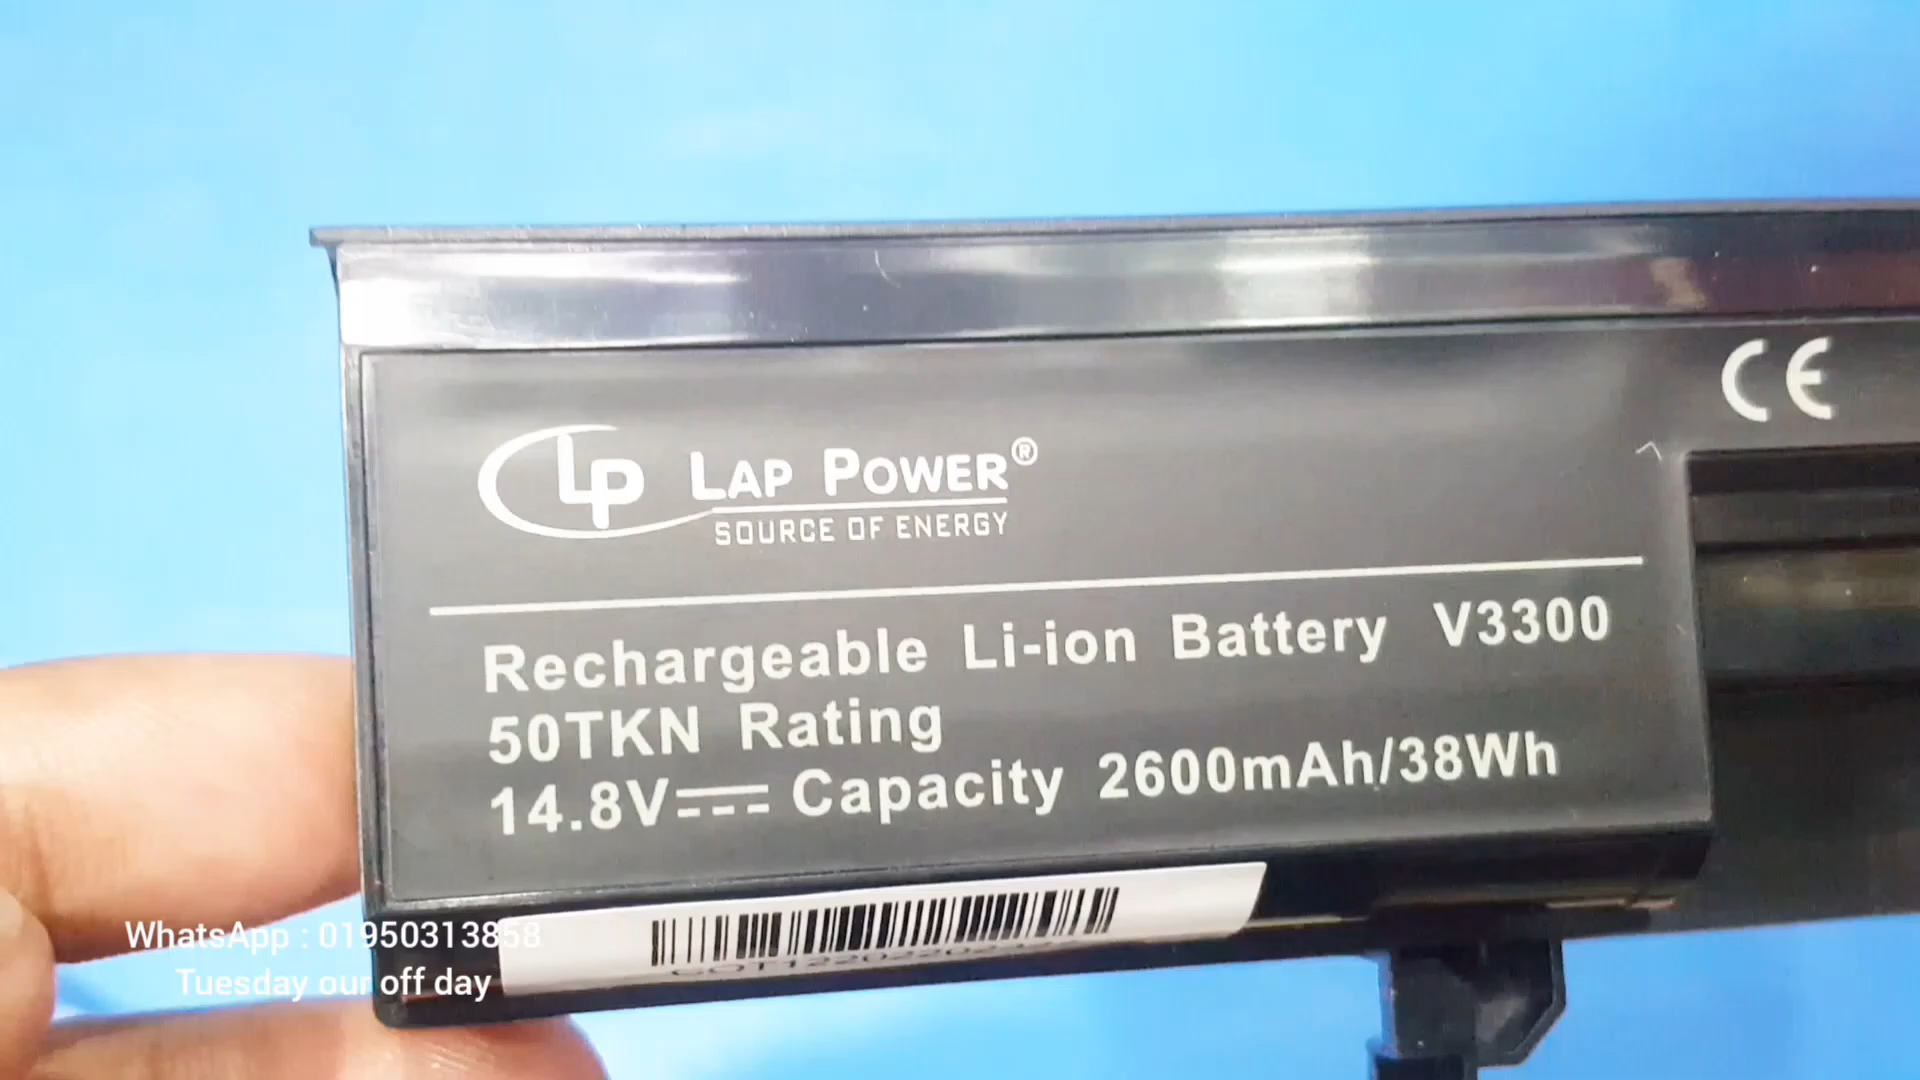 CE
LP LAP POWER®
SOURCE OF ENERGY
Rechargeable Li-ion Battery V3300
50TKN Rating
14.8V⎓ Capacity 2600mAh/38Wh
WhatsApp : 01950313858
Tuesday our off day